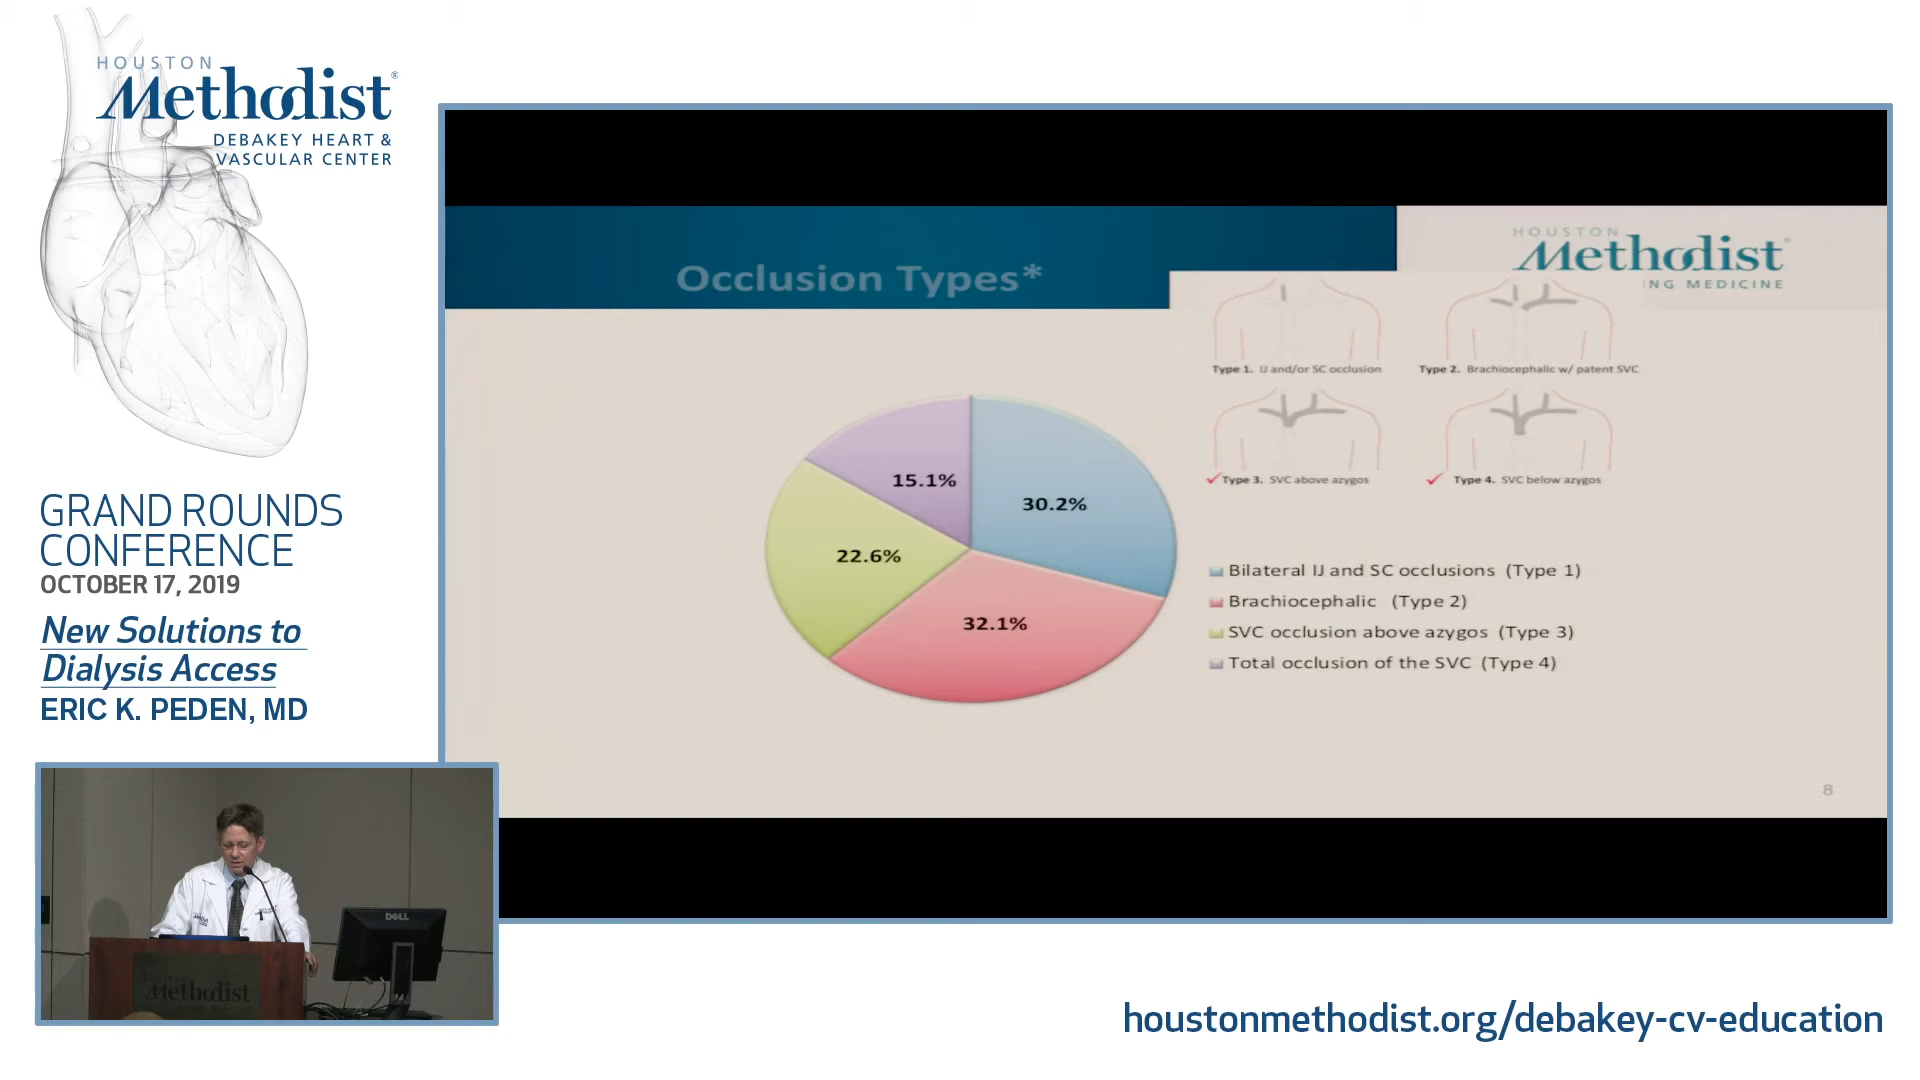 HOUSTON
Methodist®
DEBAKEY HEART &
VASCULAR CENTER
GRAND ROUNDS
CONFERENCE
OCTOBER 17, 2019
New Solutions to
Dialysis Access
ERIC K. PEDEN, MD
Occlusion Types*
HOUSTON
Methodist
ING MEDICINE
Type 1. IJ and/or SC occlusion
Type 2. Brachiocephalic w/ patent SVC
Type 3. SVC above azygos
Type 4. SVC below azygos
15.1%
30.2%
22.6%
32.1%
Bilateral IJ and SC occlusions (Type 1)
Brachiocephalic (Type 2)
SVC occlusion above azygos (Type 3)
Total occlusion of the SVC (Type 4)
8
DELL
Methodist
houstonmethodist.org/debakey-cv-education